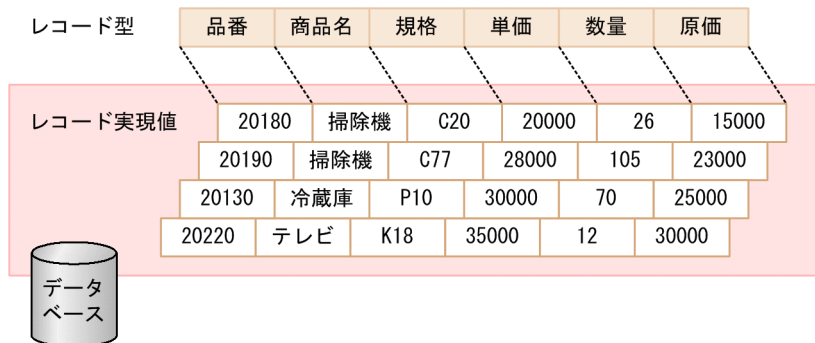 レコード型 品番 商品名 規格 単価 数量 原価
レコード実現値 20180 掃除機 C20 20000 26 15000
20190 掃除機 C77 28000 105 23000
20130 冷蔵庫 P10 30000 70 25000
20220 テレビ K18 35000 12 30000
データ
ベース